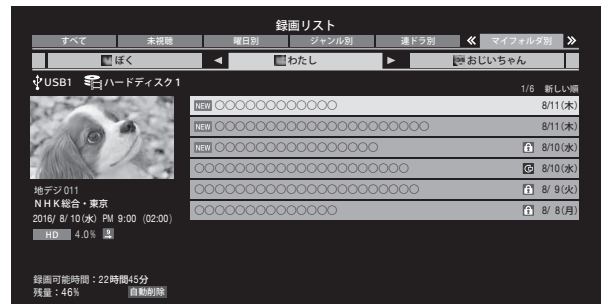 録画リスト
すべて 未視聴 曜日別 ジャンル別 連ドラ別 ≪ マイフォルダ別 ≫
ぼく ◀ わたし ▶ おじいちゃん
USB1 ハードディスク1
1/6 新しい順
NEW ○○○○○○○○○○○○ 8/11(木)
NEW ○○○○○○○○○○○○○○○○○○○○○ 8/11(木)
NEW ○○○○○○○○○○○○○○○○ 8/10(水)
○○○○○○○○○○○○○○○○○○○○○ 8/10(水)
○○○○○○○○○○○○○○○○○○○○○○ 8/ 9(火)
○○○○○○○○○○○○○○ 8/ 8(月)
地デジ 011
NHK総合・東京
2016/ 8/ 10(水) PM 9:00 (02:00)
HD 4.0%
録画可能時間：22時間45分
残量：46% 自動削除